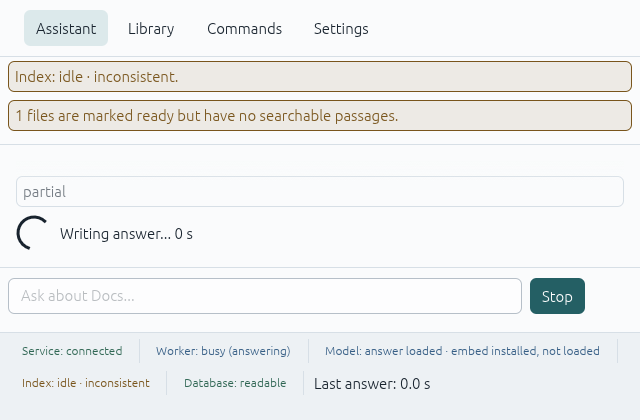 Assistant Library Commands Settings
Index: idle · inconsistent.
1 files are marked ready but have no searchable passages.
partial
Writing answer... 0 s
Ask about Docs... Stop
Service: connected Worker: busy (answering) Model: answer loaded · embed installed, not loaded
Index: idle · inconsistent Database: readable Last answer: 0.0 s